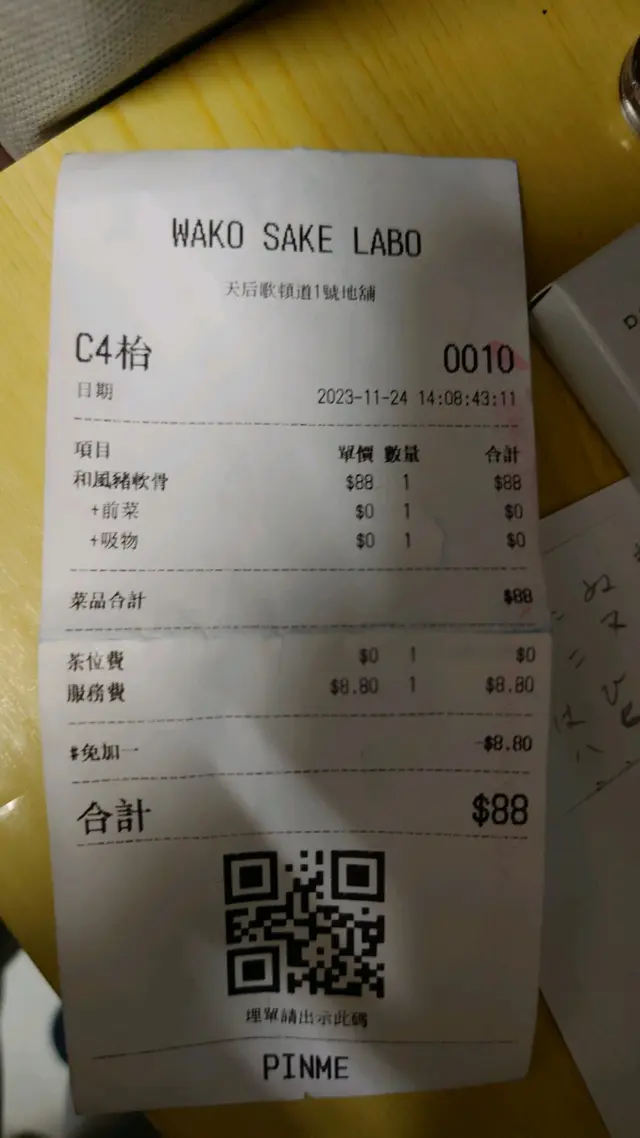 WAKO SAKE LABO
天后歌頓道1號地舖
C4枱 0010
日期 2023-11-24 14:08:43:11
項目 單價 數量 合計
和風豬軟骨 $88 1 $88
+前菜 $0 1 $0
+吸物 $0 1 $0
菜品合計 $88
茶位費 $0 1 $0
服務費 $8.80 1 $8.80
#免加一 -$8.80
合計 $88
埋單請出示此碼
PINME